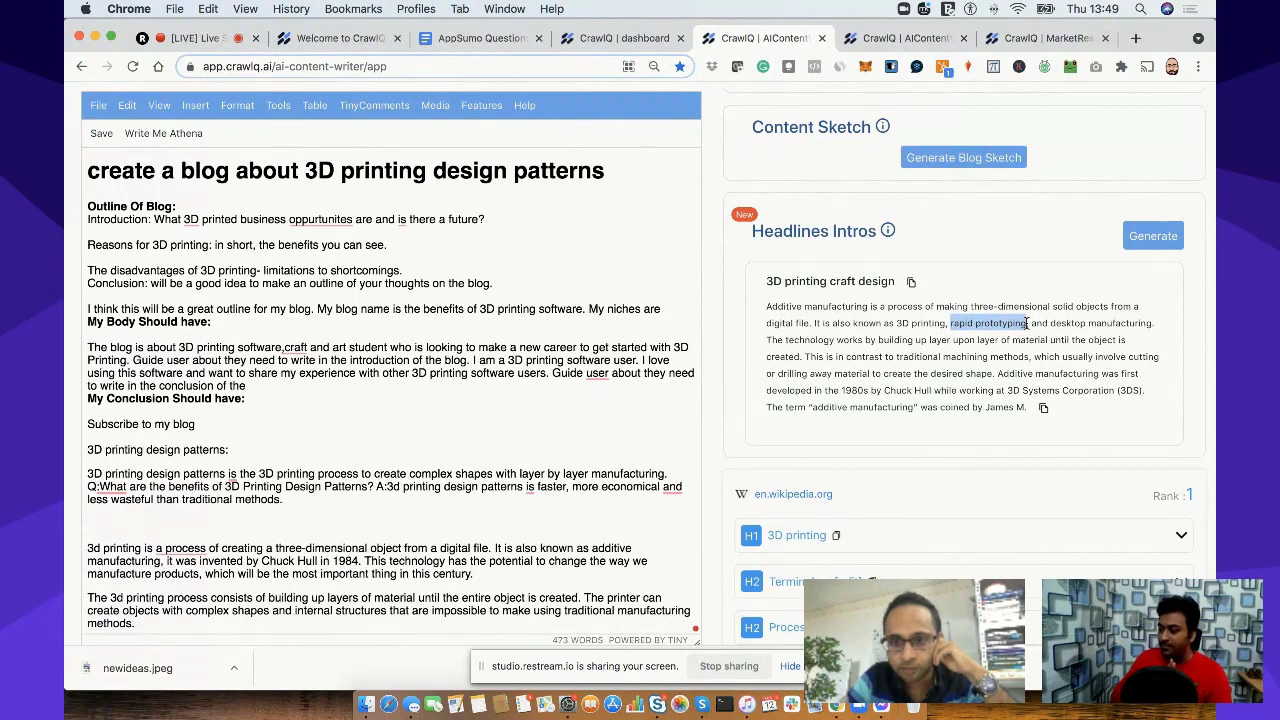 Chrome File Edit View History Bookmarks Profiles Tab Window Help Thu 13:49
[LIVE] Live S Welcome to CrawlQ AppSumo Question CrawlQ | dashboard CrawlQ | AIContent CrawlQ | AIContent CrawlQ | MarketRes
app.crawlq.ai/ai-content-writer/app
File Edit View Insert Format Tools Table TinyComments Media Features Help
Save Write Me Athena
create a blog about 3D printing design patterns
Outline Of Blog:
Introduction: What 3D printed business oppurtunites are and is there a future?
Reasons for 3D printing: in short, the benefits you can see.
The disadvantages of 3D printing- limitations to shortcomings.
Conclusion: will be a good idea to make an outline of your thoughts on the blog.
I think this will be a great outline for my blog. My blog name is the benefits of 3D printing software. My niches are
My Body Should have:
The blog is about 3D printing software,craft and art student who is looking to make a new career to get started with 3D
Printing. Guide user about they need to write in the introduction of the blog. I am a 3D printing software user. I love
using this software and want to share my experience with other 3D printing software users. Guide user about they need
to write in the conclusion of the
My Conclusion Should have:
Subscribe to my blog
3D printing design patterns:
3D printing design patterns is the 3D printing process to create complex shapes with layer by layer manufacturing.
Q:What are the benefits of 3D Printing Design Patterns? A:3d printing design patterns is faster, more economical and
less wasteful than traditional methods.
3d printing is a process of creating a three-dimensional object from a digital file. It is also known as additive
manufacturing, it was invented by Chuck Hull in 1984. This technology has the potential to change the way we
manufacture products, which will be the most important thing in this century.
The 3d printing process consists of building up layers of material until the entire object is created. The printer can
create objects with complex shapes and internal structures that are impossible to make using traditional manufacturing
methods.
473 WORDS POWERED BY TINY
Content Sketch
Generate Blog Sketch
New
Headlines Intros
Generate
3D printing craft design
Additive manufacturing is a process of making three-dimensional solid objects from a
digital file. It is also known as 3D printing, rapid prototyping, and desktop manufacturing.
The technology works by building up layer upon layer of material until the object is
created. This is in contrast to traditional machining methods, which usually involve cutting
or drilling away material to create the desired shape. Additive manufacturing was first
developed in the 1980s by Chuck Hull while working at 3D Systems Corporation (3DS).
The term “additive manufacturing” was coined by James M.
W en.wikipedia.org Rank :1
H1 3D printing
H2
H2
newideas.jpeg
studio.restream.io is sharing your screen. Stop sharing Hide